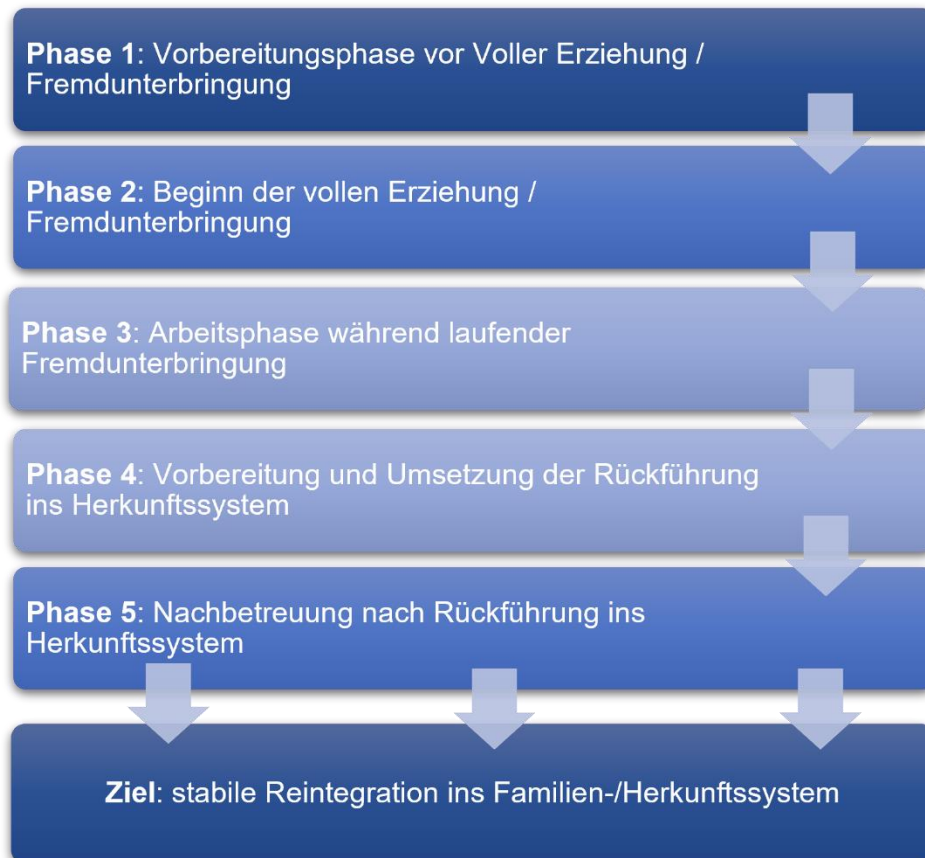 Phase 1: Vorbereitungsphase vor Voller Erziehung /
Fremdunterbringung
Phase 2: Beginn der vollen Erziehung /
Fremdunterbringung
Phase 3: Arbeitsphase während laufender
Fremdunterbringung
Phase 4: Vorbereitung und Umsetzung der Rückführung
ins Herkunftssystem
Phase 5: Nachbetreuung nach Rückführung ins
Herkunftssystem
Ziel: stabile Reintegration ins Familien-/Herkunftssystem